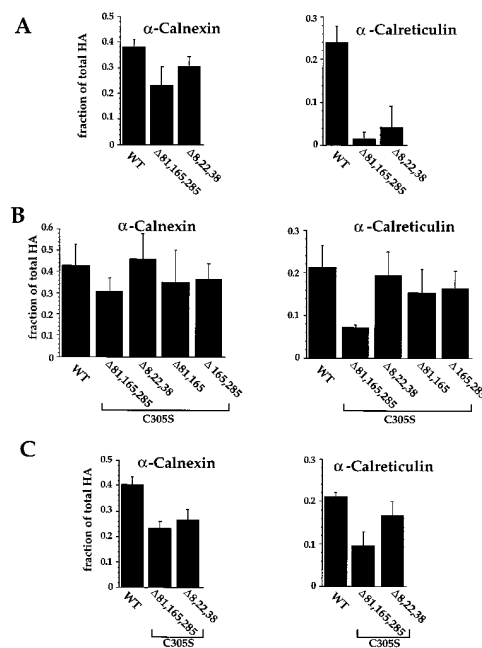 A
α-Calnexin
fraction of total HA
0.5
0.4
0.3
0.2
0.1
0
WT
Δ81,165,285
Δ8,22,38
α-Calreticulin
0.2
0.1
0
WT
Δ81,165,285
Δ8,22,38
B
α-Calnexin
fraction of total HA
0.6
0.5
0.4
0.3
0.2
0.1
0
WT
Δ81,165,285
Δ8,22,38
Δ81,165
Δ 165,285
C305S
α-Calreticulin
0.3
0.2
0.1
0
WT
Δ81,165,285
Δ8,22,38
Δ81,165
Δ 165,285
C305S
C
α-Calnexin
fraction of total HA
0.5
0.4
0.3
0.2
0.1
0
WT
Δ81,165,285
Δ8,22,38
C305S
α-Calreticulin
0.2
0.1
0
WT
Δ81,165,285
Δ8,22,38
C305S